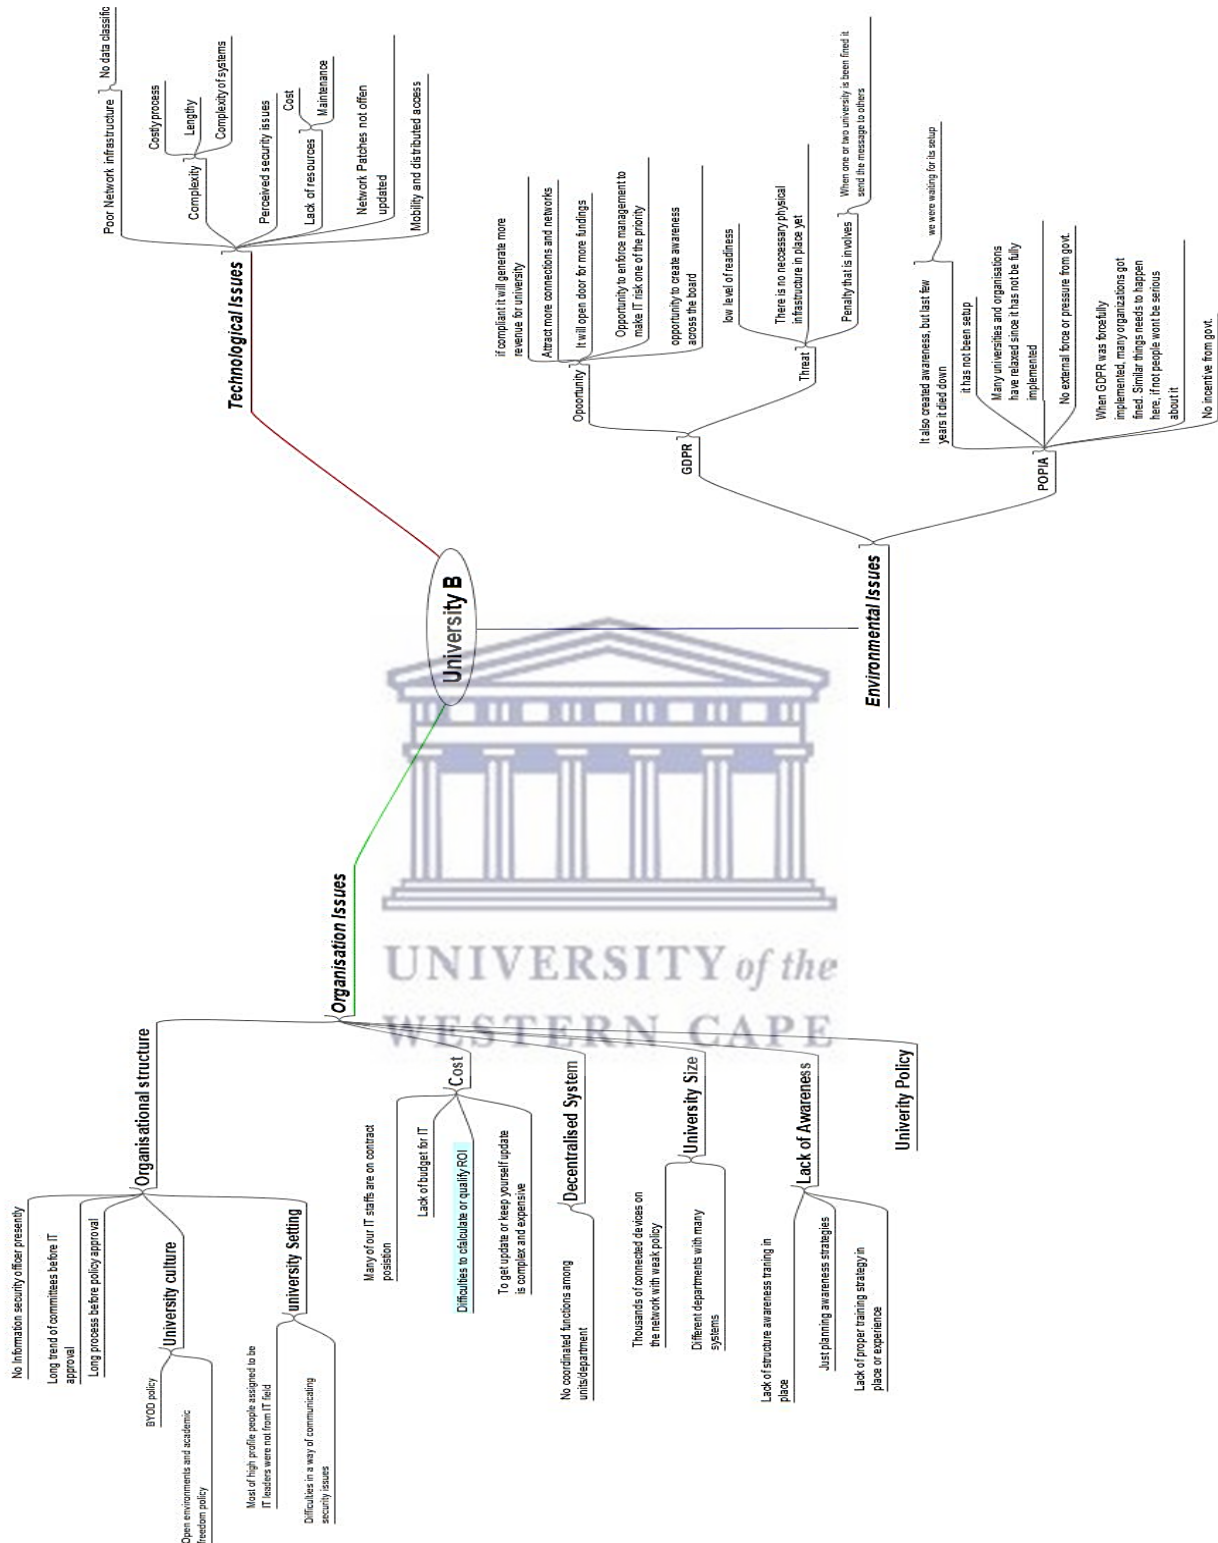 University B
Technological Issues
Poor Network infrastructure
No data classific
Complexity
Costly process
Lengthy
Complexity of systems
Perceived security issues
Lack of resources
Cost
Maintenance
Network Patches not offen
updated
Mobility and distributed access
Environmental Issues
GDPR
Opoortunity
if compliant it will generate more
revenue for university
Attract more connections and networks
It will open door for more fundings
Opportunity to enforce management to
make IT risk one of the priority
opportunity to create awareness
across the board
Threat
low level of readiness
There is no neccessary physical
infrastructure in place yet
Penalty that is involves
When one or two university is been fined it
send the message to others
POPIA
It also created awareness, but last few
years it died down
we were waiting for its setup
it has not been setup
Many universities and organisations
have relaxed since it has not be fully
implemented
No external force or pressure from govt.
When GDPR was forcefully
implemented, many organizations got
fined. Similar things needs to happen
here, if not people wont be serious
about it
No incentive from govt.
Organisation Issues
Organisational structure
No Information security officer presently
Long trend of committees before IT
approval
Long process before policy approval
University culture
BYOD policy
Open environments and academic
freedom policy
university Setting
Most of high profile people assigned to be
IT leaders were not from IT field
Difficulties in a way of communicating
security issues
Cost
Many of our IT staffs are on contract
posistion
Lack of budget for IT
Difficulties to clalculate or qualify ROI
To get update or keep yourself update
is complex and expensive
Decentralised System
No coordinated functions among
units/department
University Size
Thousands of connected devices on
the network with weak policy
Different departments with many
systems
Lack of Awareness
Lack of structure awareness traning in
place
Just planning awareness strategies
Lack of proper training strategy in
place or experience
Univerity Policy
UNIVERSITY of the
WESTERN CAPE